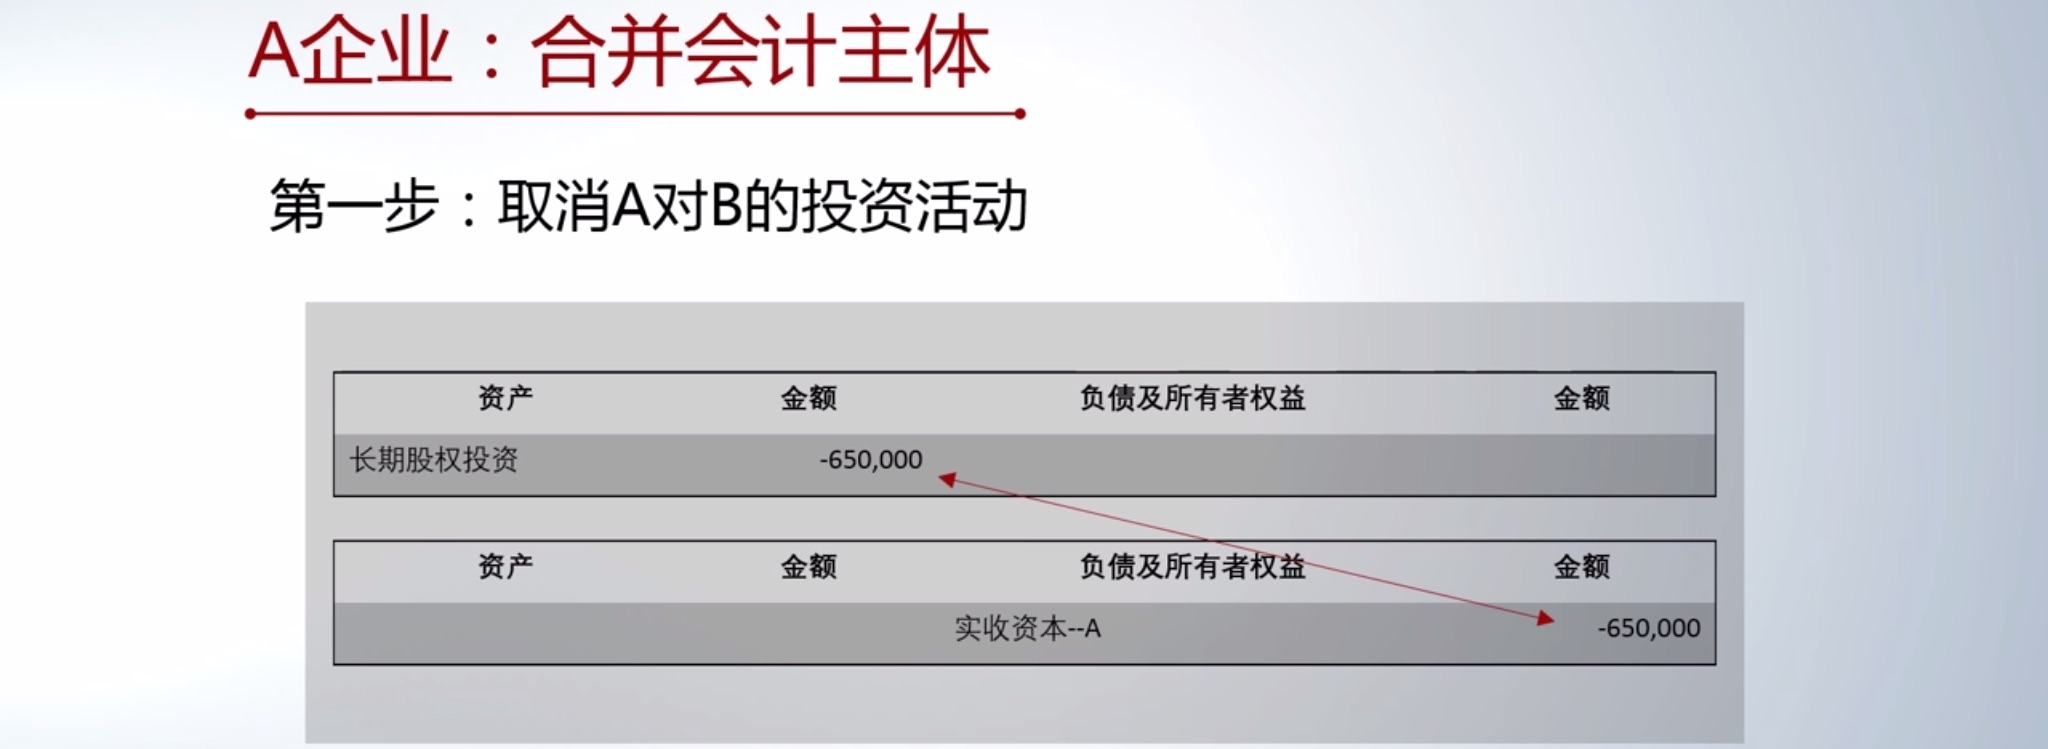 A企业：合并会计主体
第一步：取消A对B的投资活动
资产 金额 负债及所有者权益 金额
长期股权投资 -650,000
资产 金额 负债及所有者权益 金额
实收资本--A -650,000